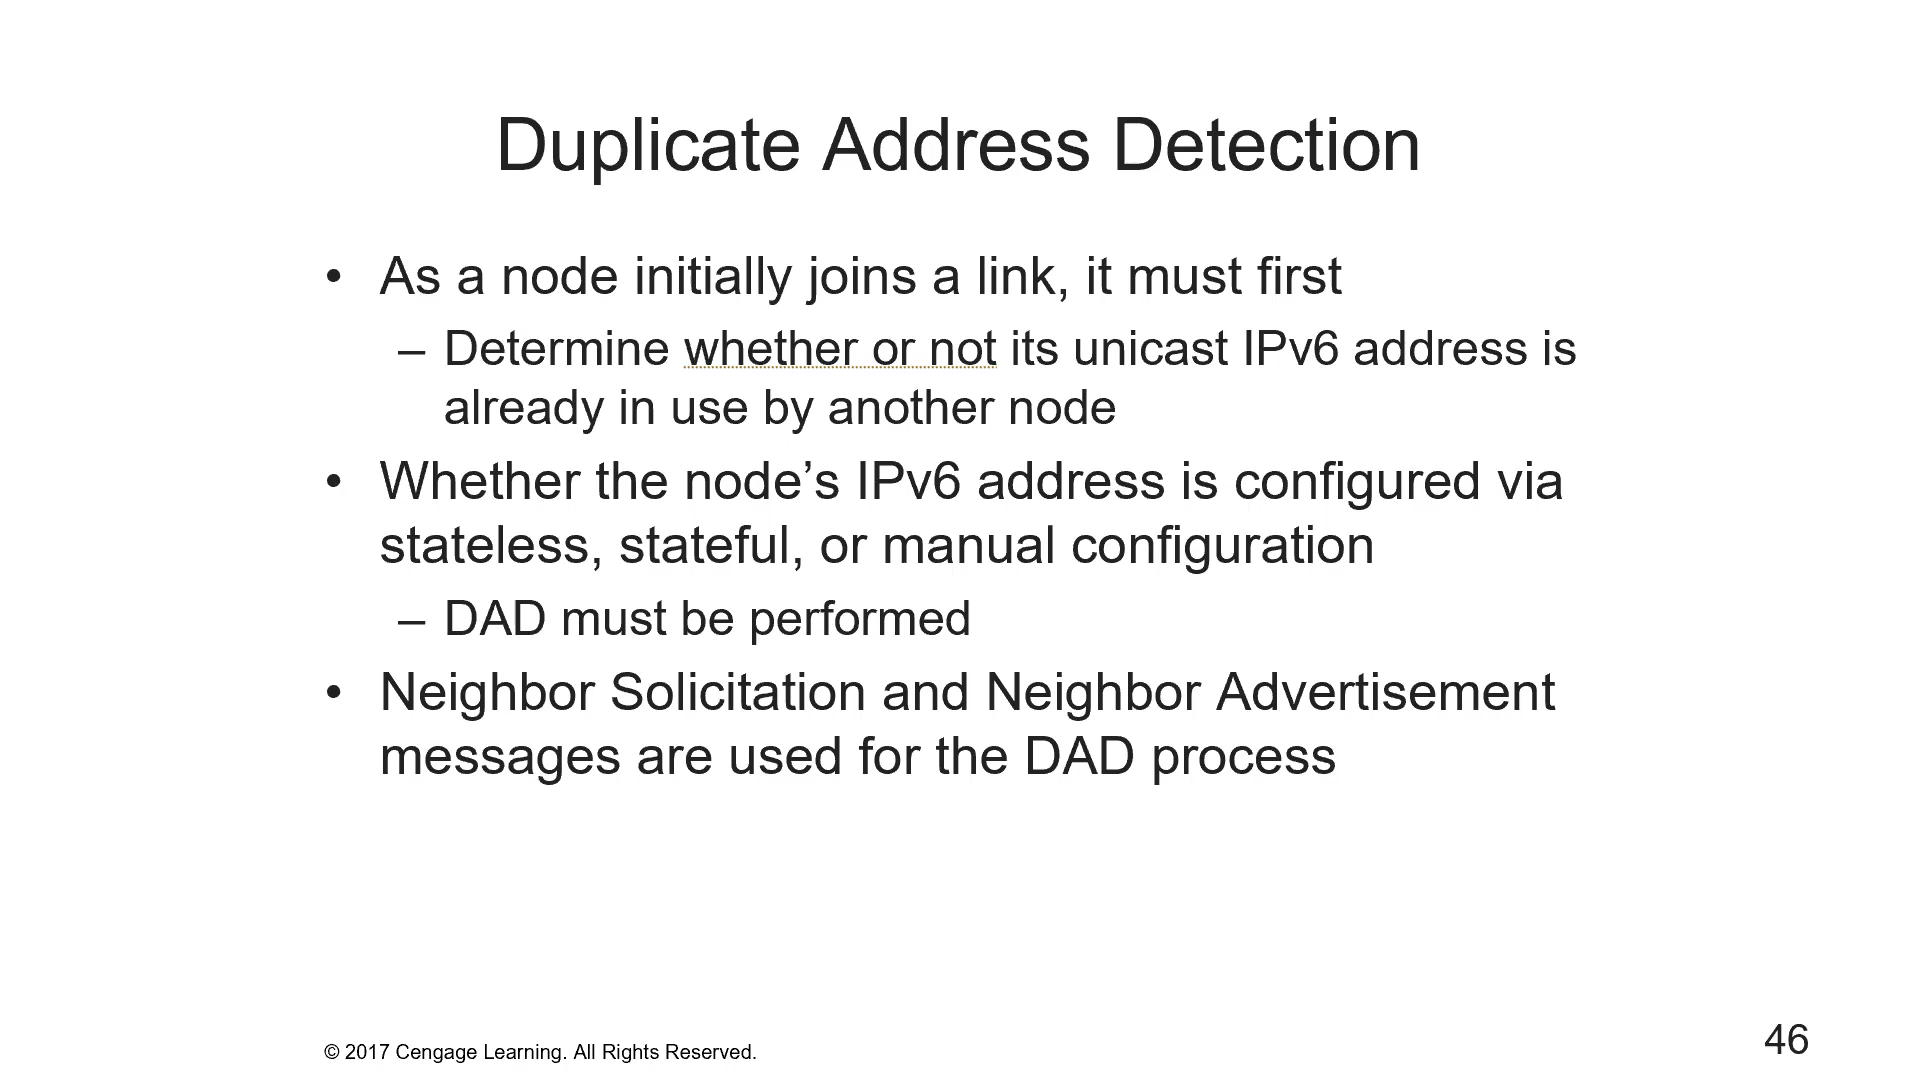 Duplicate Address Detection
• As a node initially joins a link, it must first
– Determine whether or not its unicast IPv6 address is
already in use by another node
• Whether the node’s IPv6 address is configured via
stateless, stateful, or manual configuration
– DAD must be performed
• Neighbor Solicitation and Neighbor Advertisement
messages are used for the DAD process
© 2017 Cengage Learning. All Rights Reserved.
46